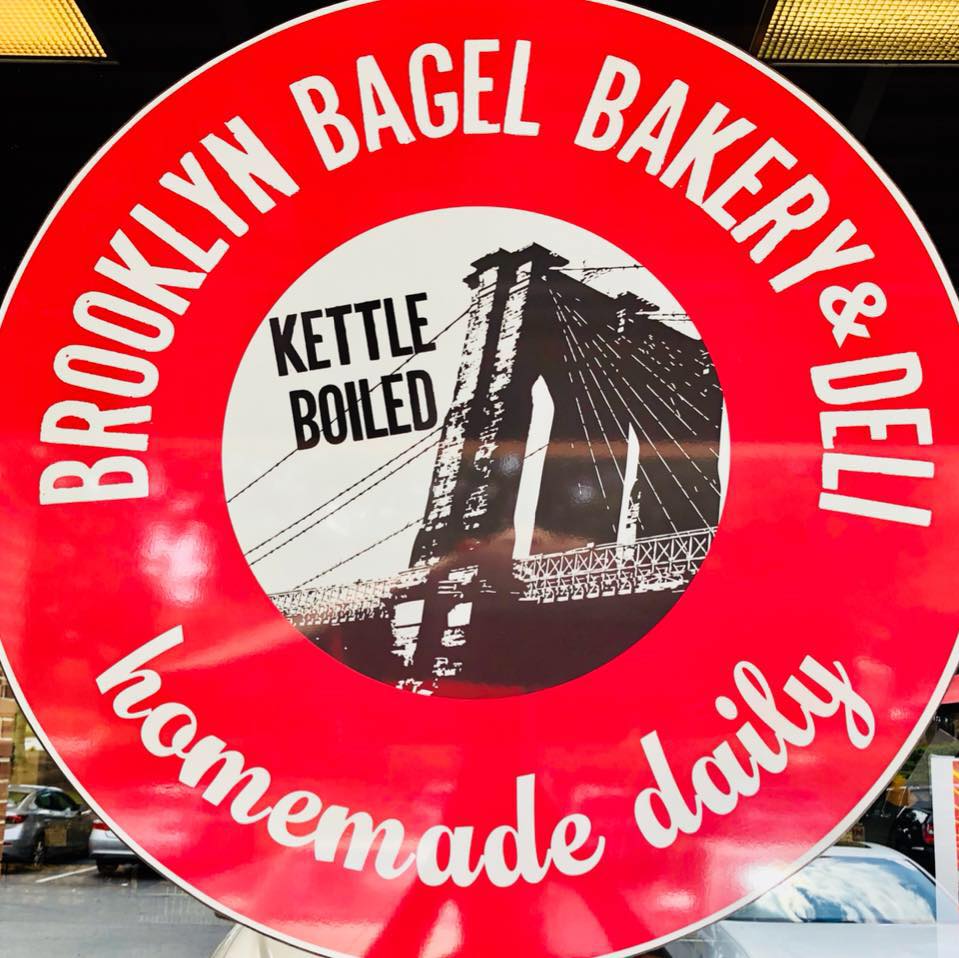 BROOKLYN BAGEL BAKERY & DELI
KETTLE
BOILED
homemade daily